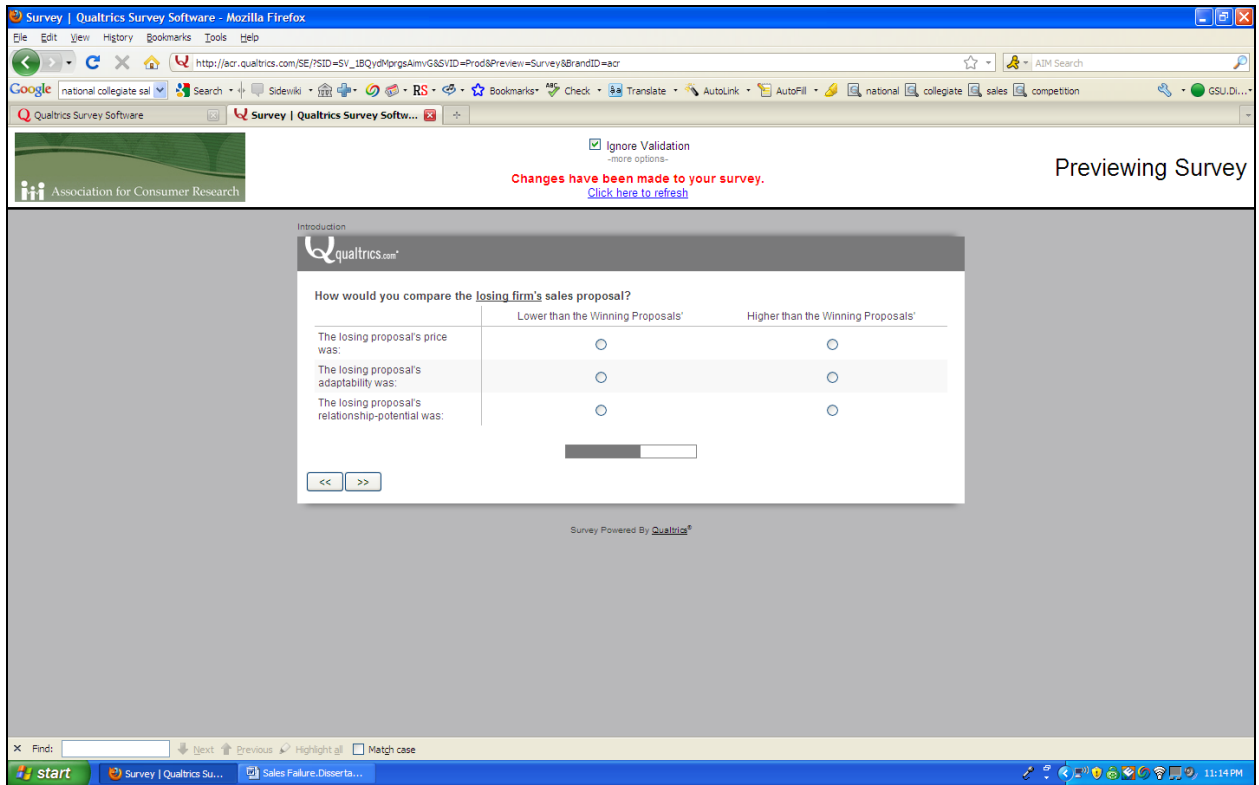 Survey | Qualtrics Survey Software - Mozilla Firefox
File Edit View History Bookmarks Tools Help
http://acr.qualtrics.com/SE/?SID=SV_1BQydMprgsAimvG&SVID=Prod&Preview=Survey&BrandID=acr
AIM Search
Google national collegiate sal Search Sidewiki RS Bookmarks Check Translate AutoLink AutoFill national collegiate sales competition GSU.Di...
Qualtrics Survey Software Survey | Qualtrics Survey Softw...
Ignore Validation
-more options-
Changes have been made to your survey.
Click here to refresh
Previewing Survey
Association for Consumer Research
Introduction
qualtrics.com
How would you compare the losing firm's sales proposal?
Lower than the Winning Proposals' Higher than the Winning Proposals'
The losing proposal's price
was:
The losing proposal's
adaptability was:
The losing proposal's
relationship-potential was:
<< >>
Survey Powered By Qualtrics®
Find: Next Previous Highlight all Match case
start Survey | Qualtrics Su... Sales Failure.Disserta... 11:14 PM